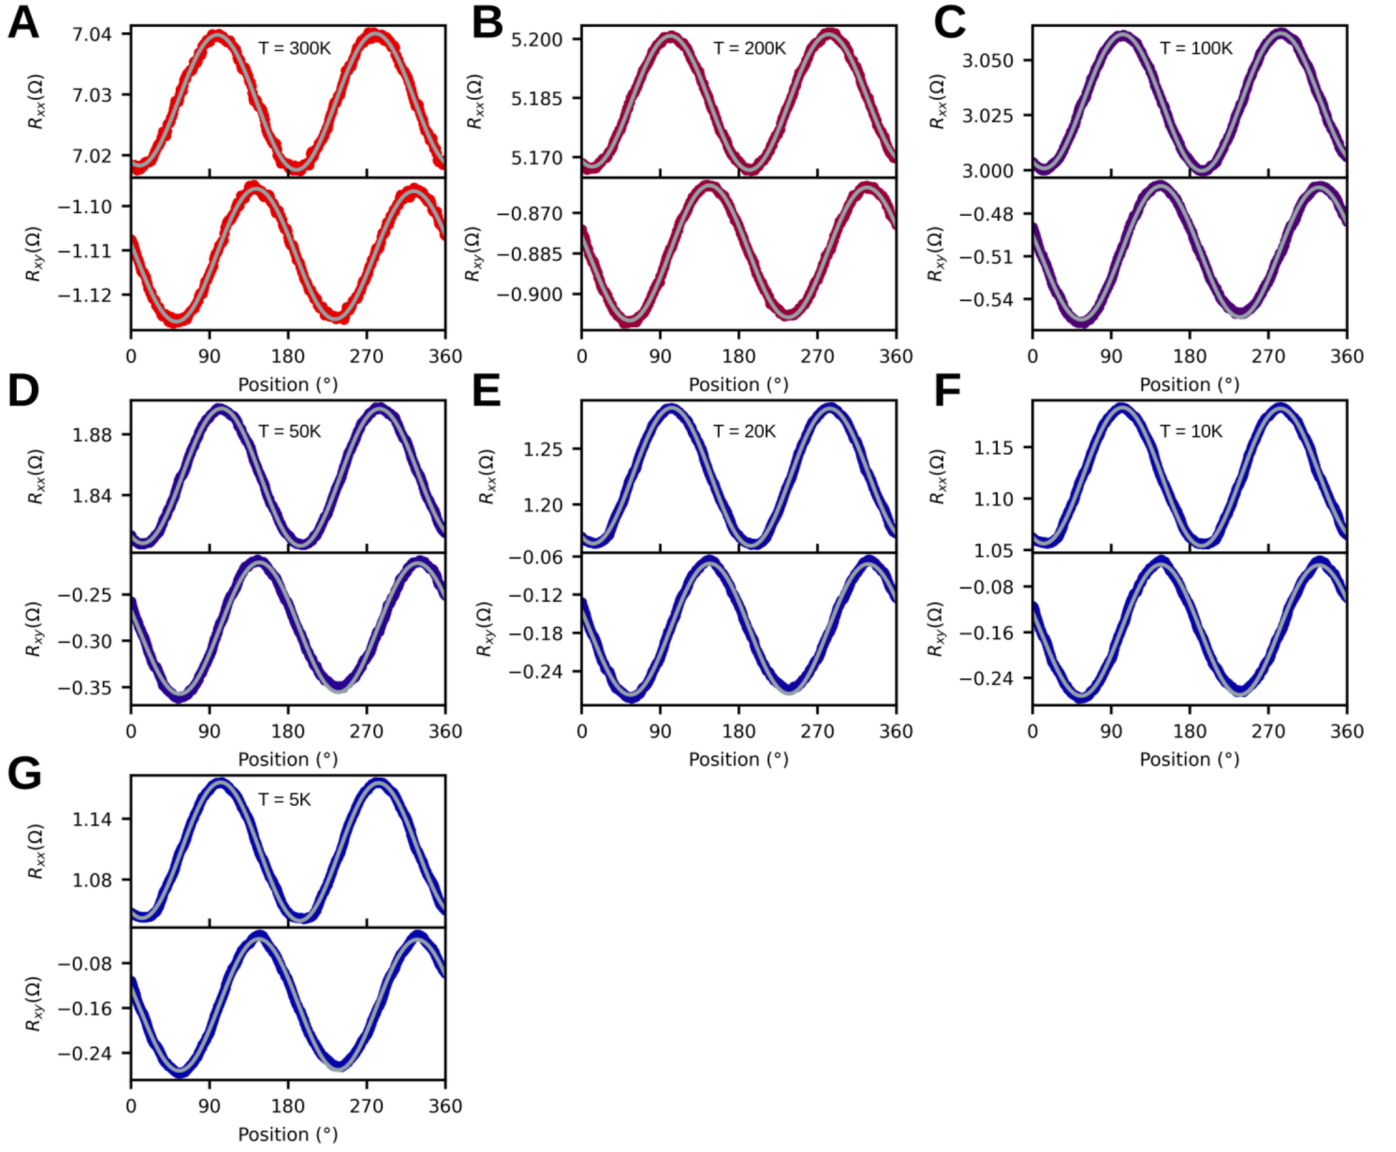 A
T = 300K
7.04
7.03
7.02
Rxx(Ω)
−1.10
−1.11
−1.12
Rxy(Ω)
0 90 180 270 360
Position (°)
B
T = 200K
5.200
5.185
5.170
Rxx(Ω)
−0.870
−0.885
−0.900
Rxy(Ω)
0 90 180 270 360
Position (°)
C
T = 100K
3.050
3.025
3.000
Rxx(Ω)
−0.48
−0.51
−0.54
Rxy(Ω)
0 90 180 270 360
Position (°)
D
T = 50K
1.88
1.84
Rxx(Ω)
−0.25
−0.30
−0.35
Rxy(Ω)
0 90 180 270 360
Position (°)
E
T = 20K
1.25
1.20
Rxx(Ω)
−0.06
−0.12
−0.18
−0.24
Rxy(Ω)
0 90 180 270 360
Position (°)
F
T = 10K
1.15
1.10
1.05
Rxx(Ω)
−0.08
−0.16
−0.24
Rxy(Ω)
0 90 180 270 360
Position (°)
G
T = 5K
1.14
1.08
Rxx(Ω)
−0.08
−0.16
−0.24
Rxy(Ω)
0 90 180 270 360
Position (°)